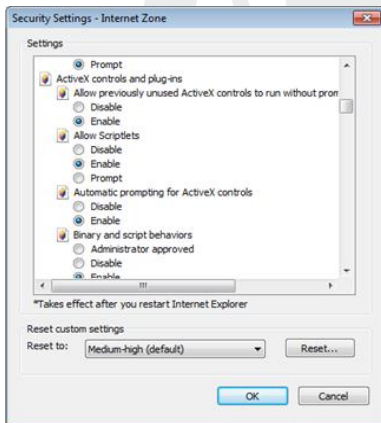 Security Settings - Internet Zone
Settings
Prompt
ActiveX controls and plug-ins
Allow previously unused ActiveX controls to run without pron
Disable
Enable
Allow Scriptlets
Disable
Enable
Prompt
Automatic prompting for ActiveX controls
Disable
Enable
Binary and script behaviors
Administrator approved
Disable
Enable
*Takes effect after you restart Internet Explorer
Reset custom settings
Reset to: Medium-high (default) Reset...
OK Cancel